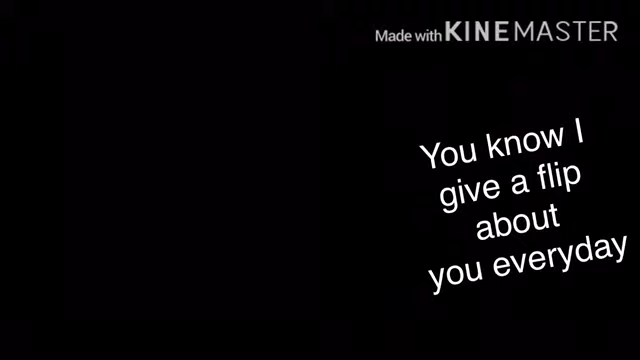 Made with KINEMASTER
You know I
give a flip
about
you everyday